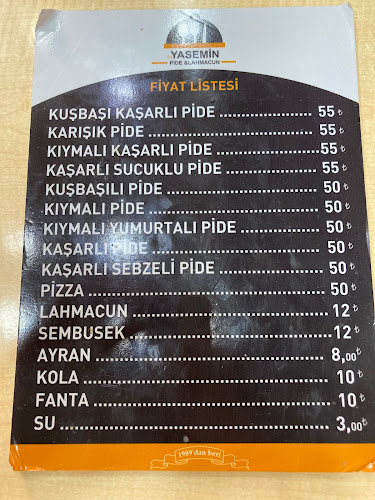 YASEMİN
PİDE & LAHMACUN
FİYAT LİSTESİ
KUŞBAŞI KAŞARLI PİDE ................ 55 ₺
KARIŞIK PİDE ............................ 55 ₺
KIYMALI KAŞARLI PİDE .................55 ₺
KAŞARLI SUCUKLU PİDE ............... 55 ₺
KUŞBAŞILI PİDE ......................... 50 ₺
KIYMALI PİDE ............................ 50 ₺
KIYMALI YUMURTALI PİDE ............. 50 ₺
KAŞARLI PİDE ............................ 50 ₺
KAŞARLI SEBZELİ PİDE ................. 50 ₺
PİZZA ...................................... 50 ₺
LAHMACUN ................................ 12 ₺
SEMBUSEK ................................12 ₺
AYRAN ................................... 8,00₺
KOLA ....................................... 10 ₺
FANTA ...................................... 10 ₺
SU ......................................... 3,00₺
1989'dan beri